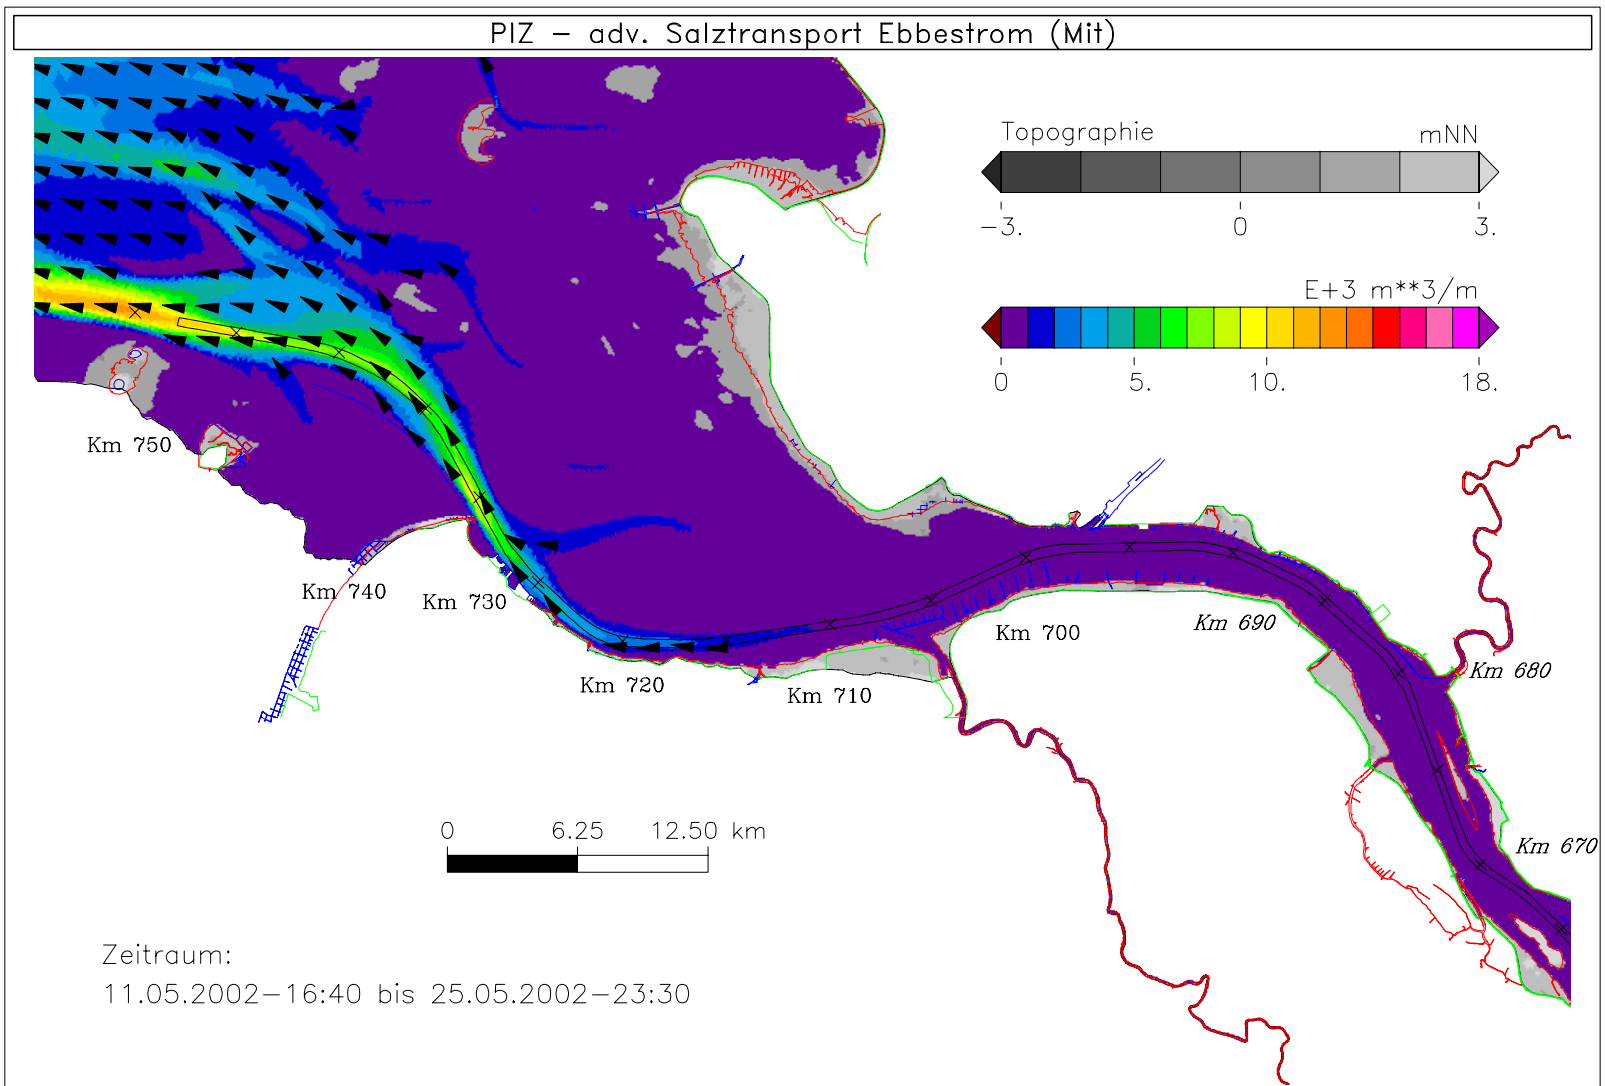 PIZ - adv. Salztransport Ebbestrom (Mit)
Topographie mNN
-3. 0 3.
E+3 m**3/m
0 5. 10. 18.
Km 750
Km 740
Km 730
Km 720
Km 710
Km 700
Km 690
Km 680
Km 670
0 6.25 12.50 km
Zeitraum:
11.05.2002-16:40 bis 25.05.2002-23:30